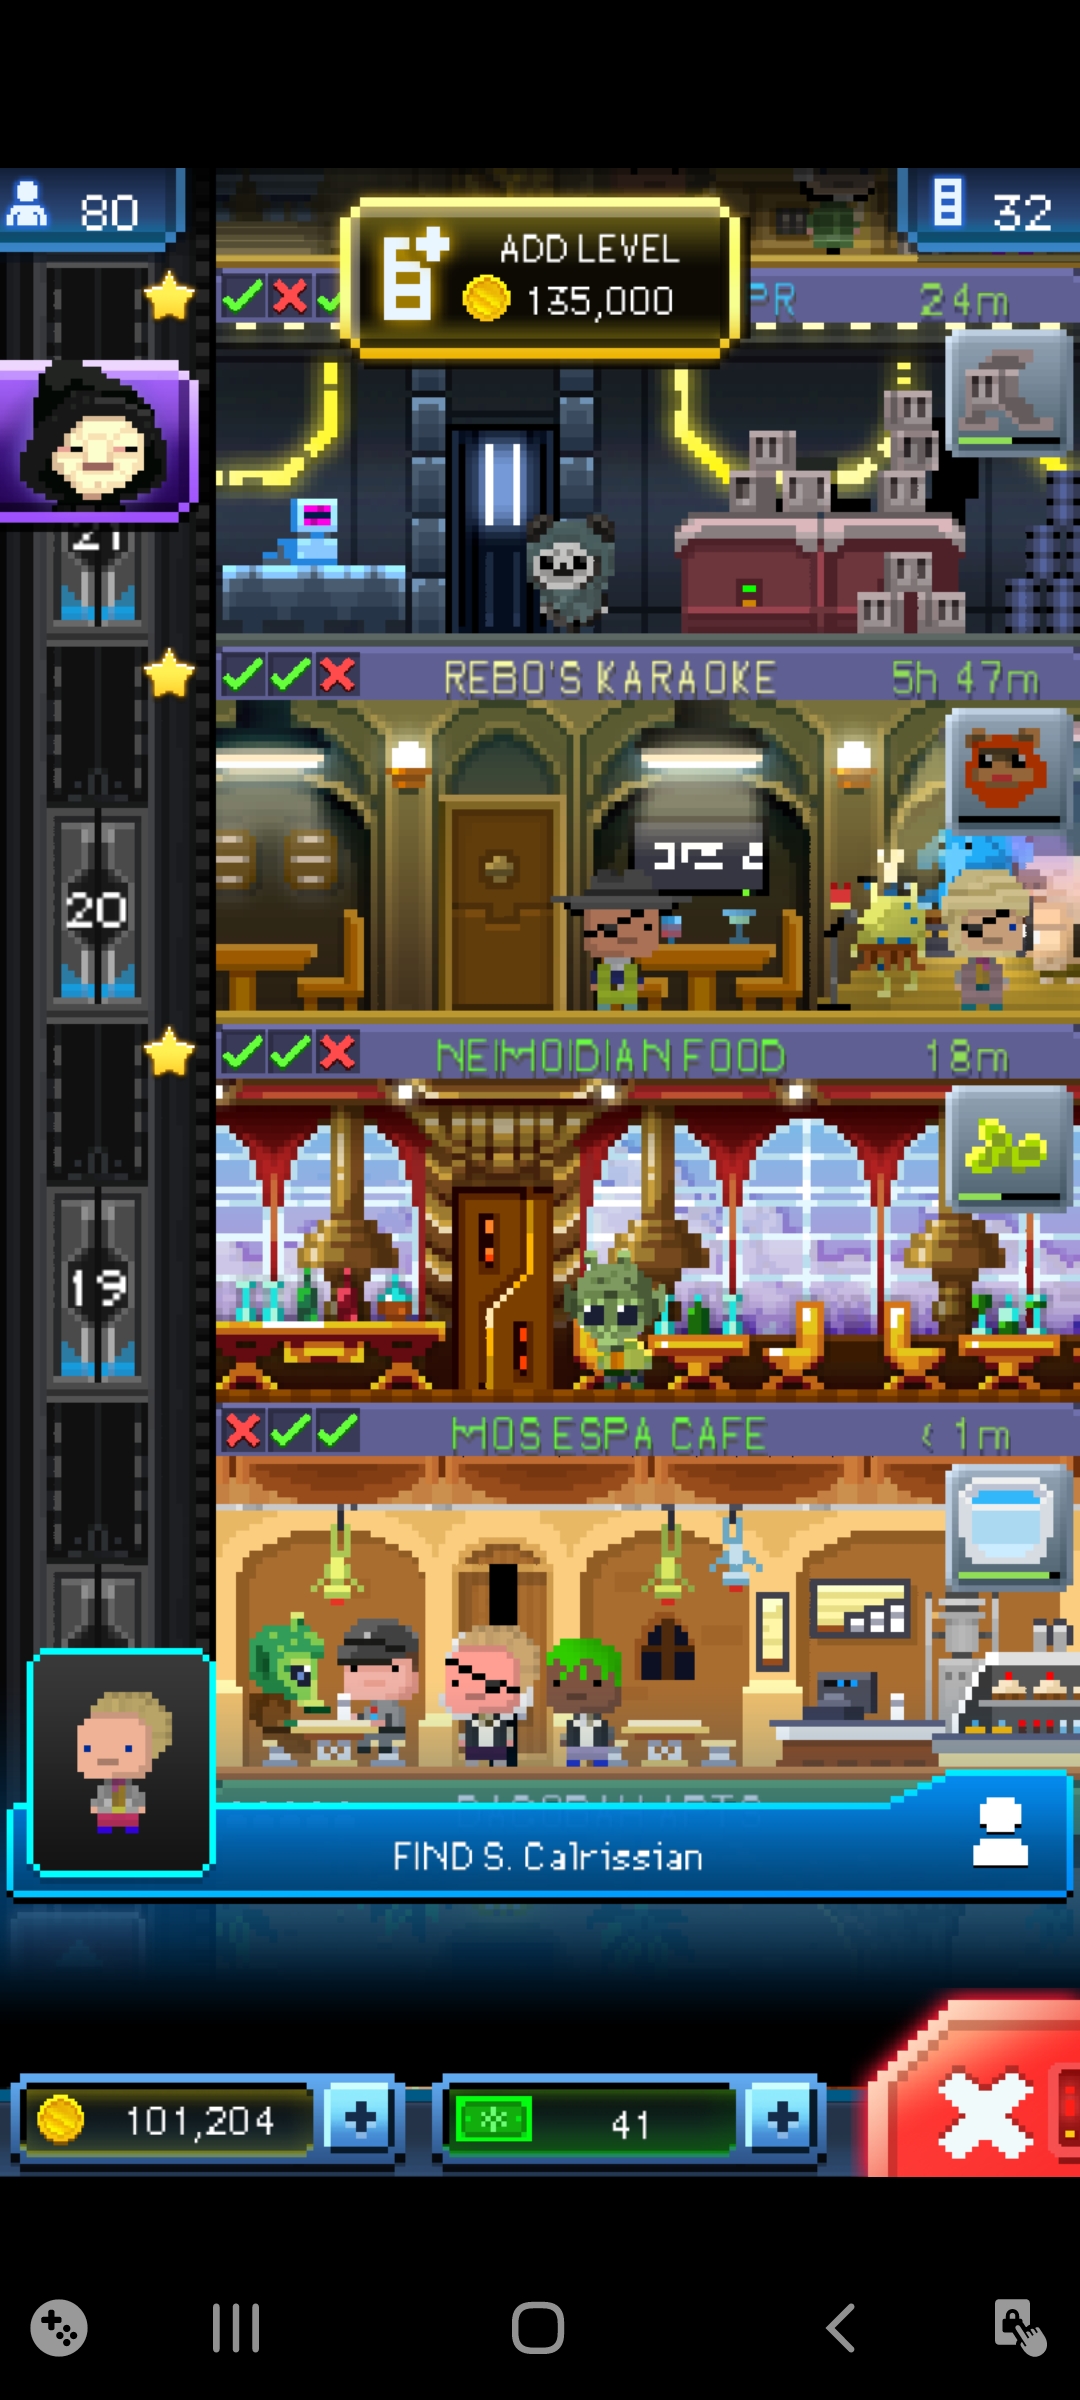 80
32
ADD LEVEL
135,000
PR
24m
21
REBO'S KARAOKE
5h 47m
20
NEIMOIDIAN FOOD
18m
19
MOS ESPA CAFE
< 1m
FIND S. Calrissian
101,204
41